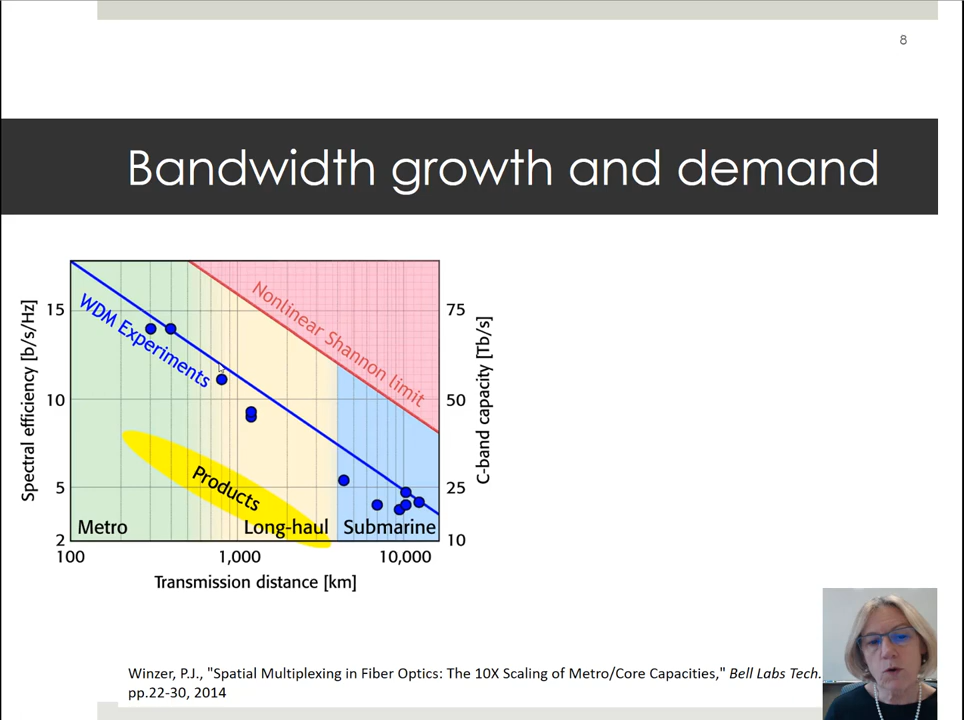 8
Bandwidth growth and demand
Spectral efficiency [b/s/Hz]
15
10
5
2
WDM Experiments
Nonlinear Shannon limit
Products
Metro
Long-haul
Submarine
75
50
25
10
C-band capacity [Tb/s]
100
1,000
10,000
Transmission distance [km]
Winzer, P.J., "Spatial Multiplexing in Fiber Optics: The 10X Scaling of Metro/Core Capacities," Bell Labs Tech.
pp.22-30, 2014